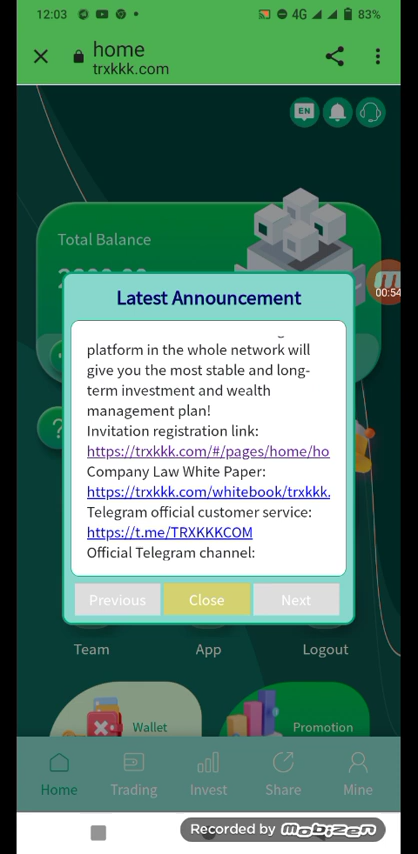 12:03
4G
83%
home
trxkkk.com
EN
Total Balance
00:54
Latest Announcement
platform in the whole network will
give you the most stable and long-
term investment and wealth
management plan!
Invitation registration link:
https://trxkkk.com/#/pages/home/ho
Company Law White Paper:
https://trxkkk.com/whitebook/trxkkk.
Telegram official customer service:
https://t.me/TRXKKKCOM
Official Telegram channel:
Previous
Close
Next
Team
App
Logout
Wallet
Promotion
Home
Trading
Invest
Share
Mine
Recorded by mobizen